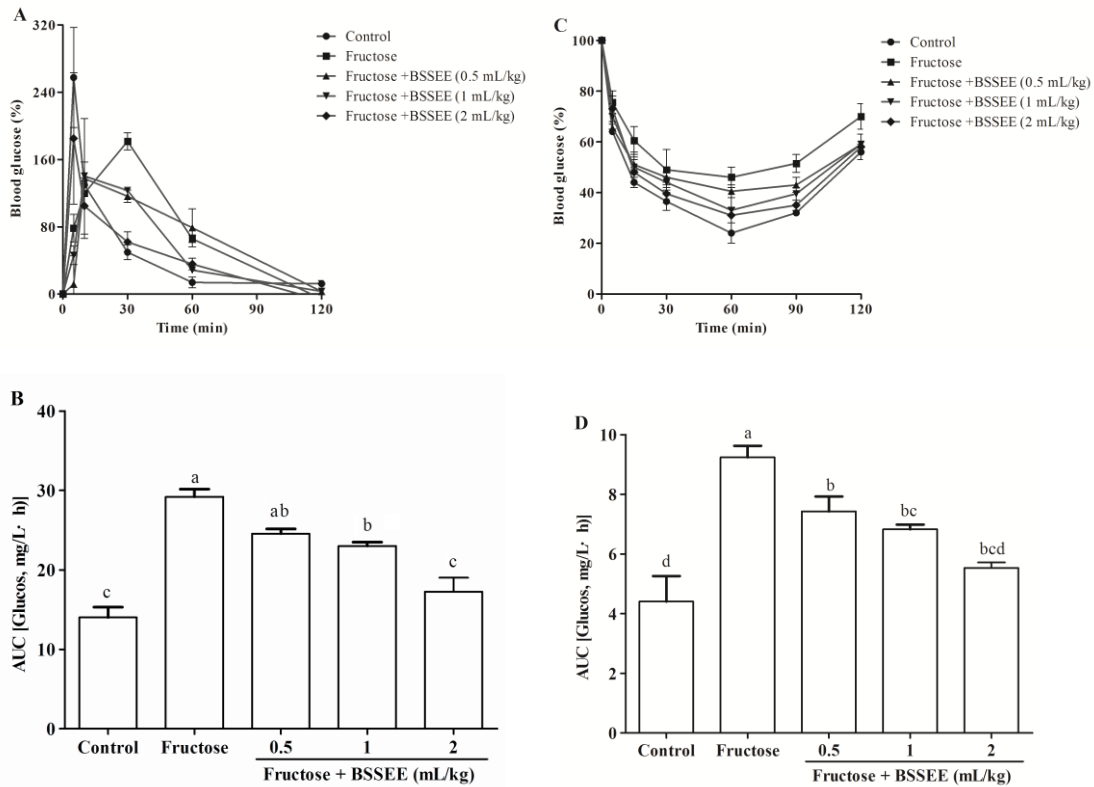 A
320
240
160
80
0
Blood glucose (%)
0 30 60 90 120
Time (min)
Control
Fructose
Fructose +BSSEE (0.5 mL/kg)
Fructose +BSSEE (1 mL/kg)
Fructose +BSSEE (2 mL/kg)
C
100
80
60
40
20
0
Blood glucose (%)
0 30 60 90 120
Time (min)
Control
Fructose
Fructose +BSSEE (0.5 mL/kg)
Fructose +BSSEE (1 mL/kg)
Fructose +BSSEE (2 mL/kg)
B
40
30
20
10
0
AUC [Glucos, mg/L· h)]
c a ab b c
Control Fructose 0.5 1 2
Fructose + BSSEE (mL/kg)
D
10
8
6
4
2
0
AUC [Glucos, mg/L· h)]
d a b bc bcd
Control Fructose 0.5 1 2
Fructose + BSSEE (mL/kg)